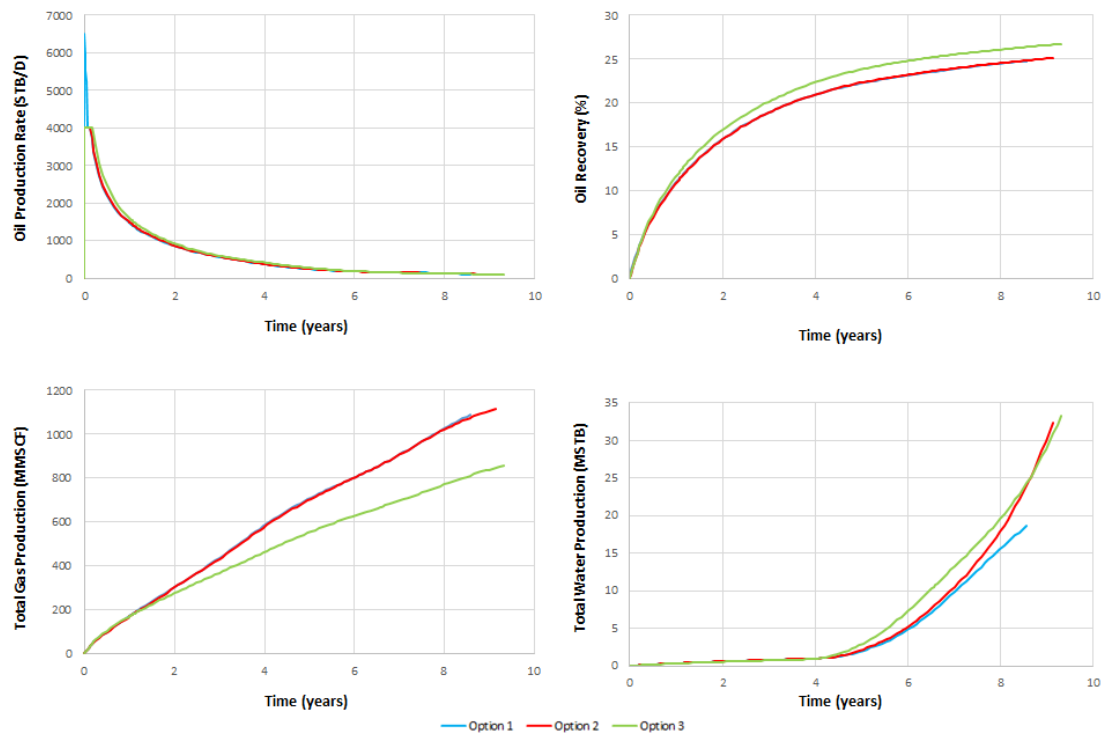 Oil Production Rate (STB/D)
7000
6000
5000
4000
3000
2000
1000
0
0 2 4 6 8 10
Time (years)
Oil Recovery (%)
30
25
20
15
10
5
0
0 2 4 6 8 10
Time (years)
Total Gas Production (MMSCF)
1200
1000
800
600
400
200
0
0 2 4 6 8 10
Time (years)
Total Water Production (MSTB)
35
30
25
20
15
10
5
0
0 2 4 6 8 10
Time (years)
Option 1 Option 2 Option 3